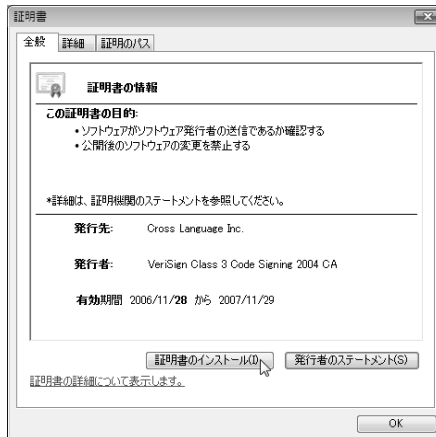 証明書
全般 詳細 証明のパス
証明書の情報
この証明書の目的:
• ソフトウェアがソフトウェア発行者の送信であるか確認する
• 公開後のソフトウェアの変更を禁止する
*詳細は、証明機関のステートメントを参照してください。
発行先: Cross Language Inc.
発行者: VeriSign Class 3 Code Signing 2004 CA
有効期間 2006/11/28 から 2007/11/29
証明書のインストール(I) 発行者のステートメント(S)
証明書の詳細について表示します。
OK